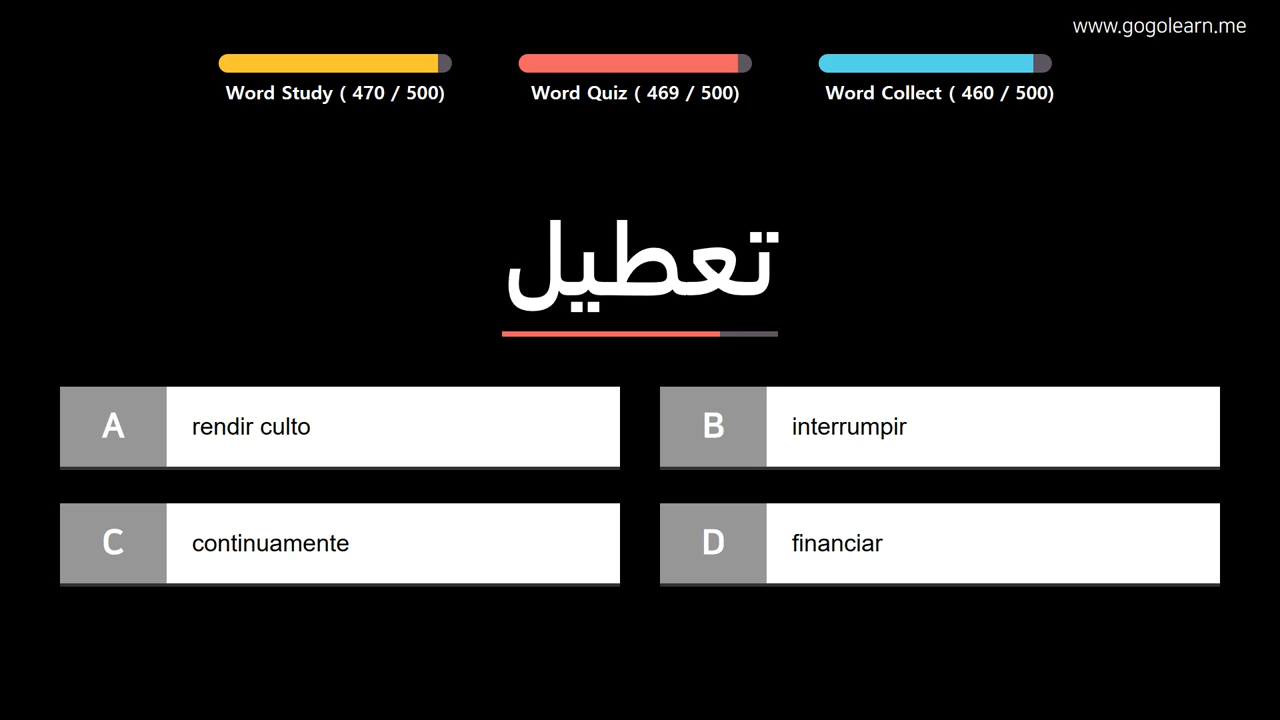 www.gogolearn.me
Word Study ( 470 / 500)
Word Quiz ( 469 / 500)
Word Collect ( 460 / 500)
تعطيل
A rendir culto
B interrumpir
C continuamente
D financiar